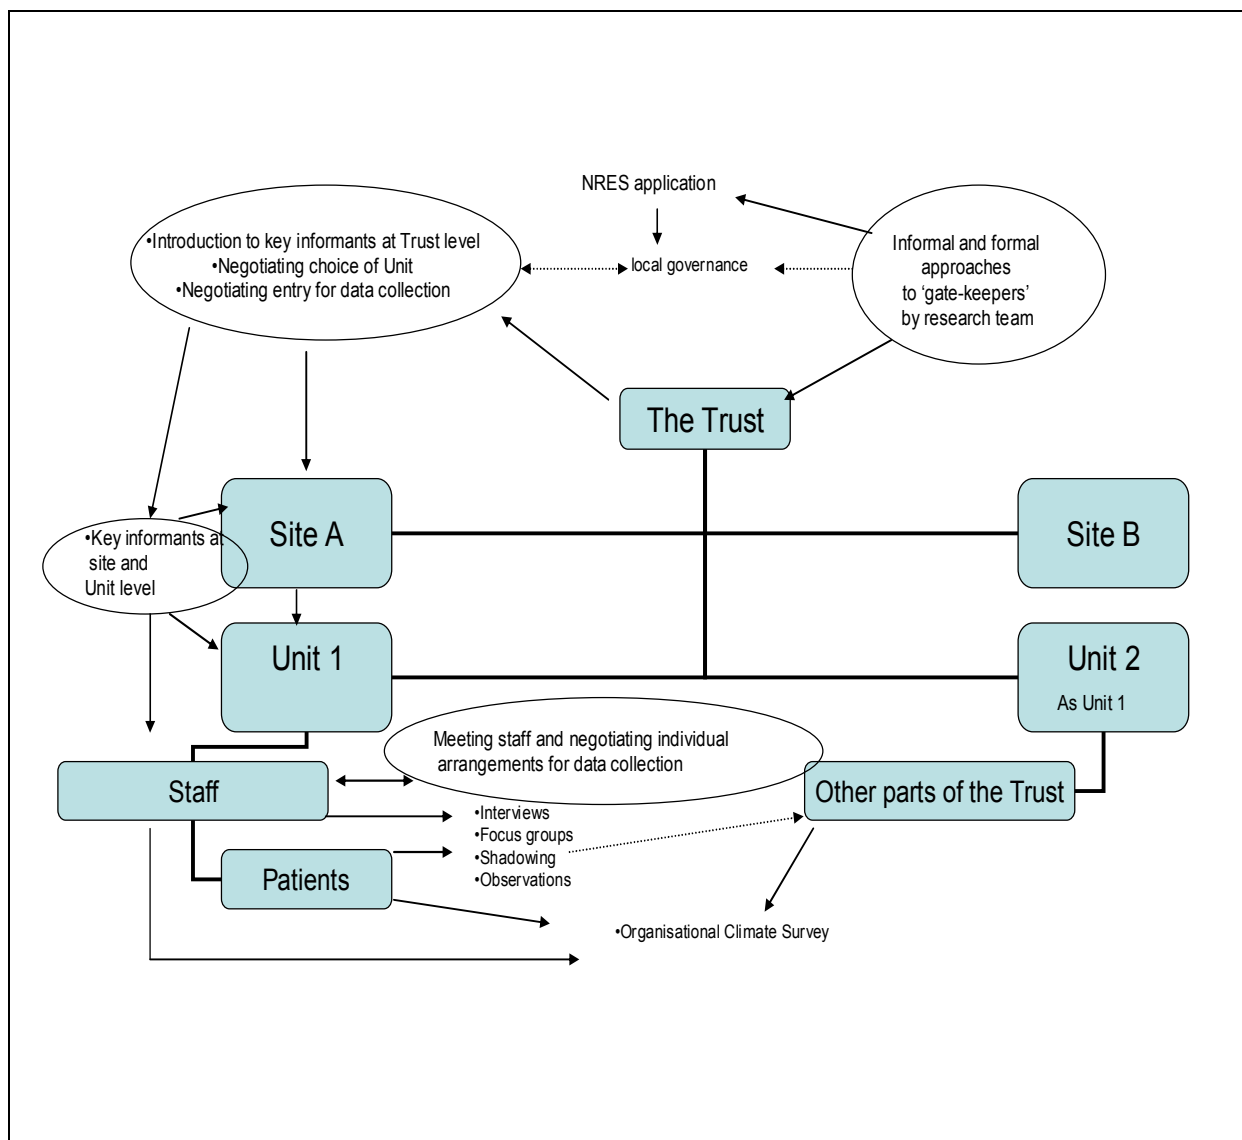 NRES application
•Introduction to key informants at Trust level
•Negotiating choice of Unit
•Negotiating entry for data collection
local governance
Informal and formal
approaches
to ‘gate-keepers’
by research team
The Trust
Site A
Site B
•Key informants at
site and
Unit level
Unit 1
Unit 2
As Unit 1
Meeting staff and negotiating individual
arrangements for data collection
Staff
Other parts of the Trust
•Interviews
•Focus groups
•Shadowing
•Observations
Patients
•Organisational Climate Survey